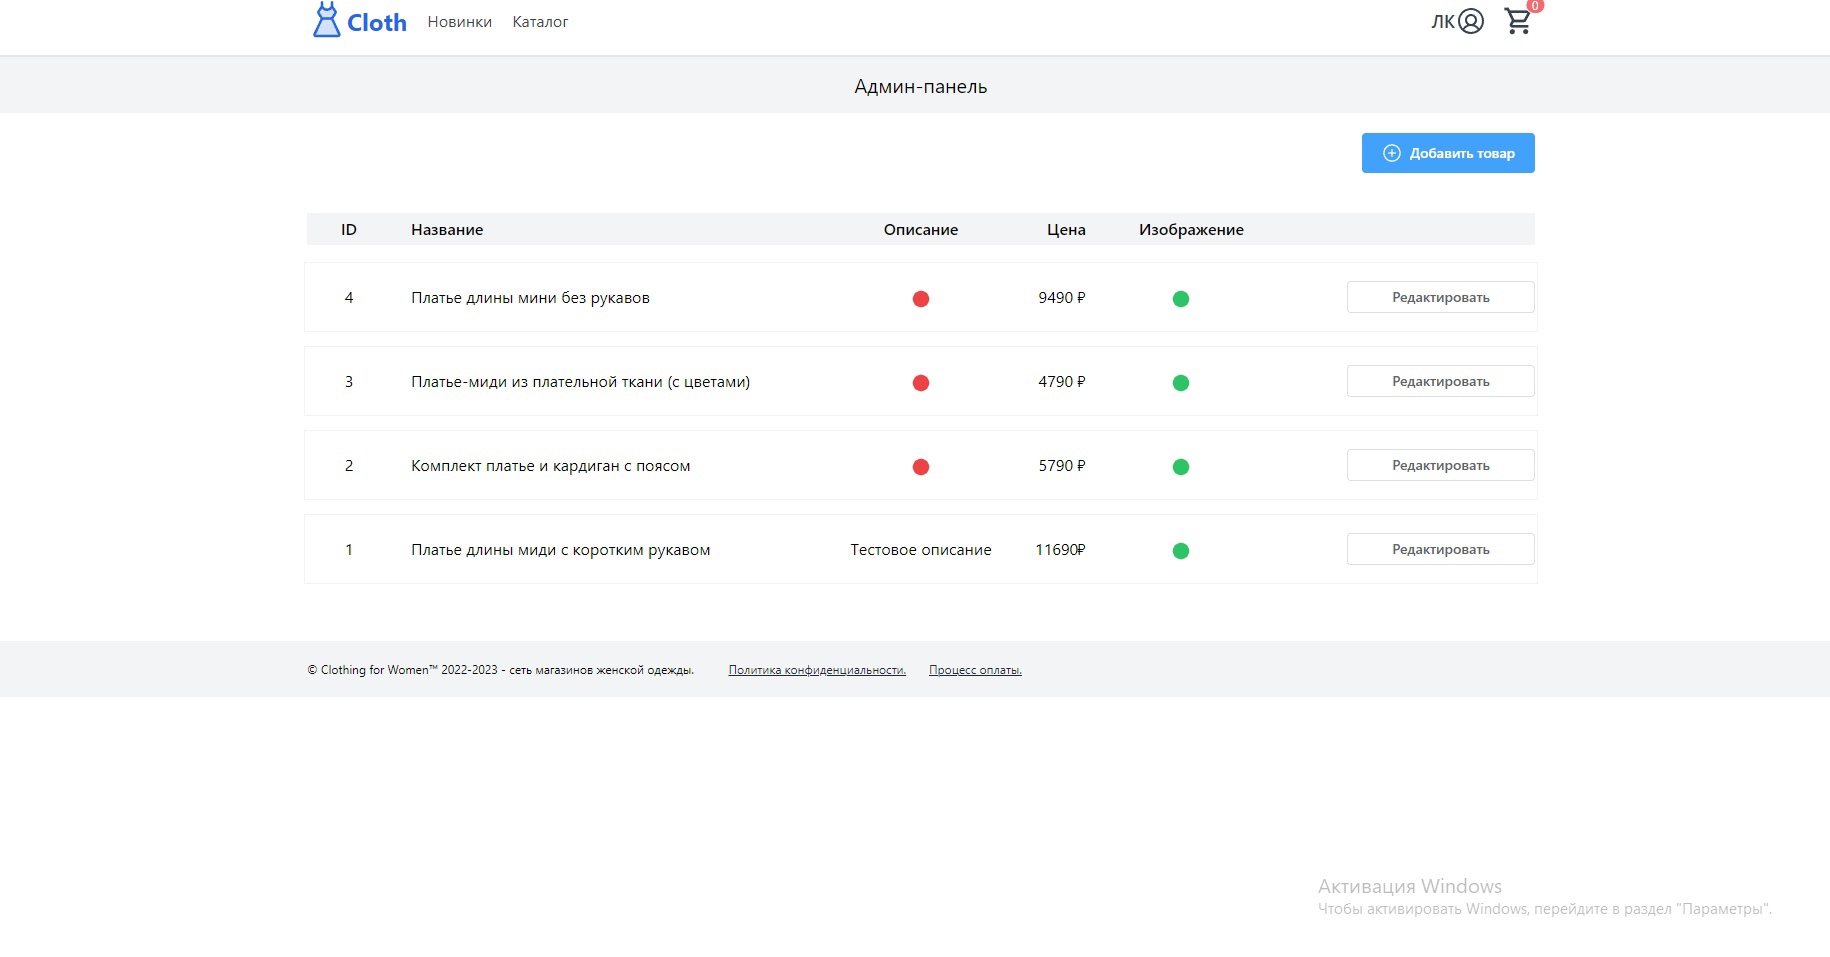 Cloth Новинки Каталог ЛК 0
Админ-панель
Добавить товар
ID Название Описание Цена Изображение
4 Платье длины мини без рукавов 9490 ₽ Редактировать
3 Платье-миди из плательной ткани (с цветами) 4790 ₽ Редактировать
2 Комплект платье и кардиган с поясом 5790 ₽ Редактировать
1 Платье длины миди с коротким рукавом Тестовое описание 11690₽ Редактировать
© Clothing for Women™ 2022-2023 - сеть магазинов женской одежды. Политика конфиденциальности. Процесс оплаты.
Активация Windows
Чтобы активировать Windows, перейдите в раздел "Параметры".